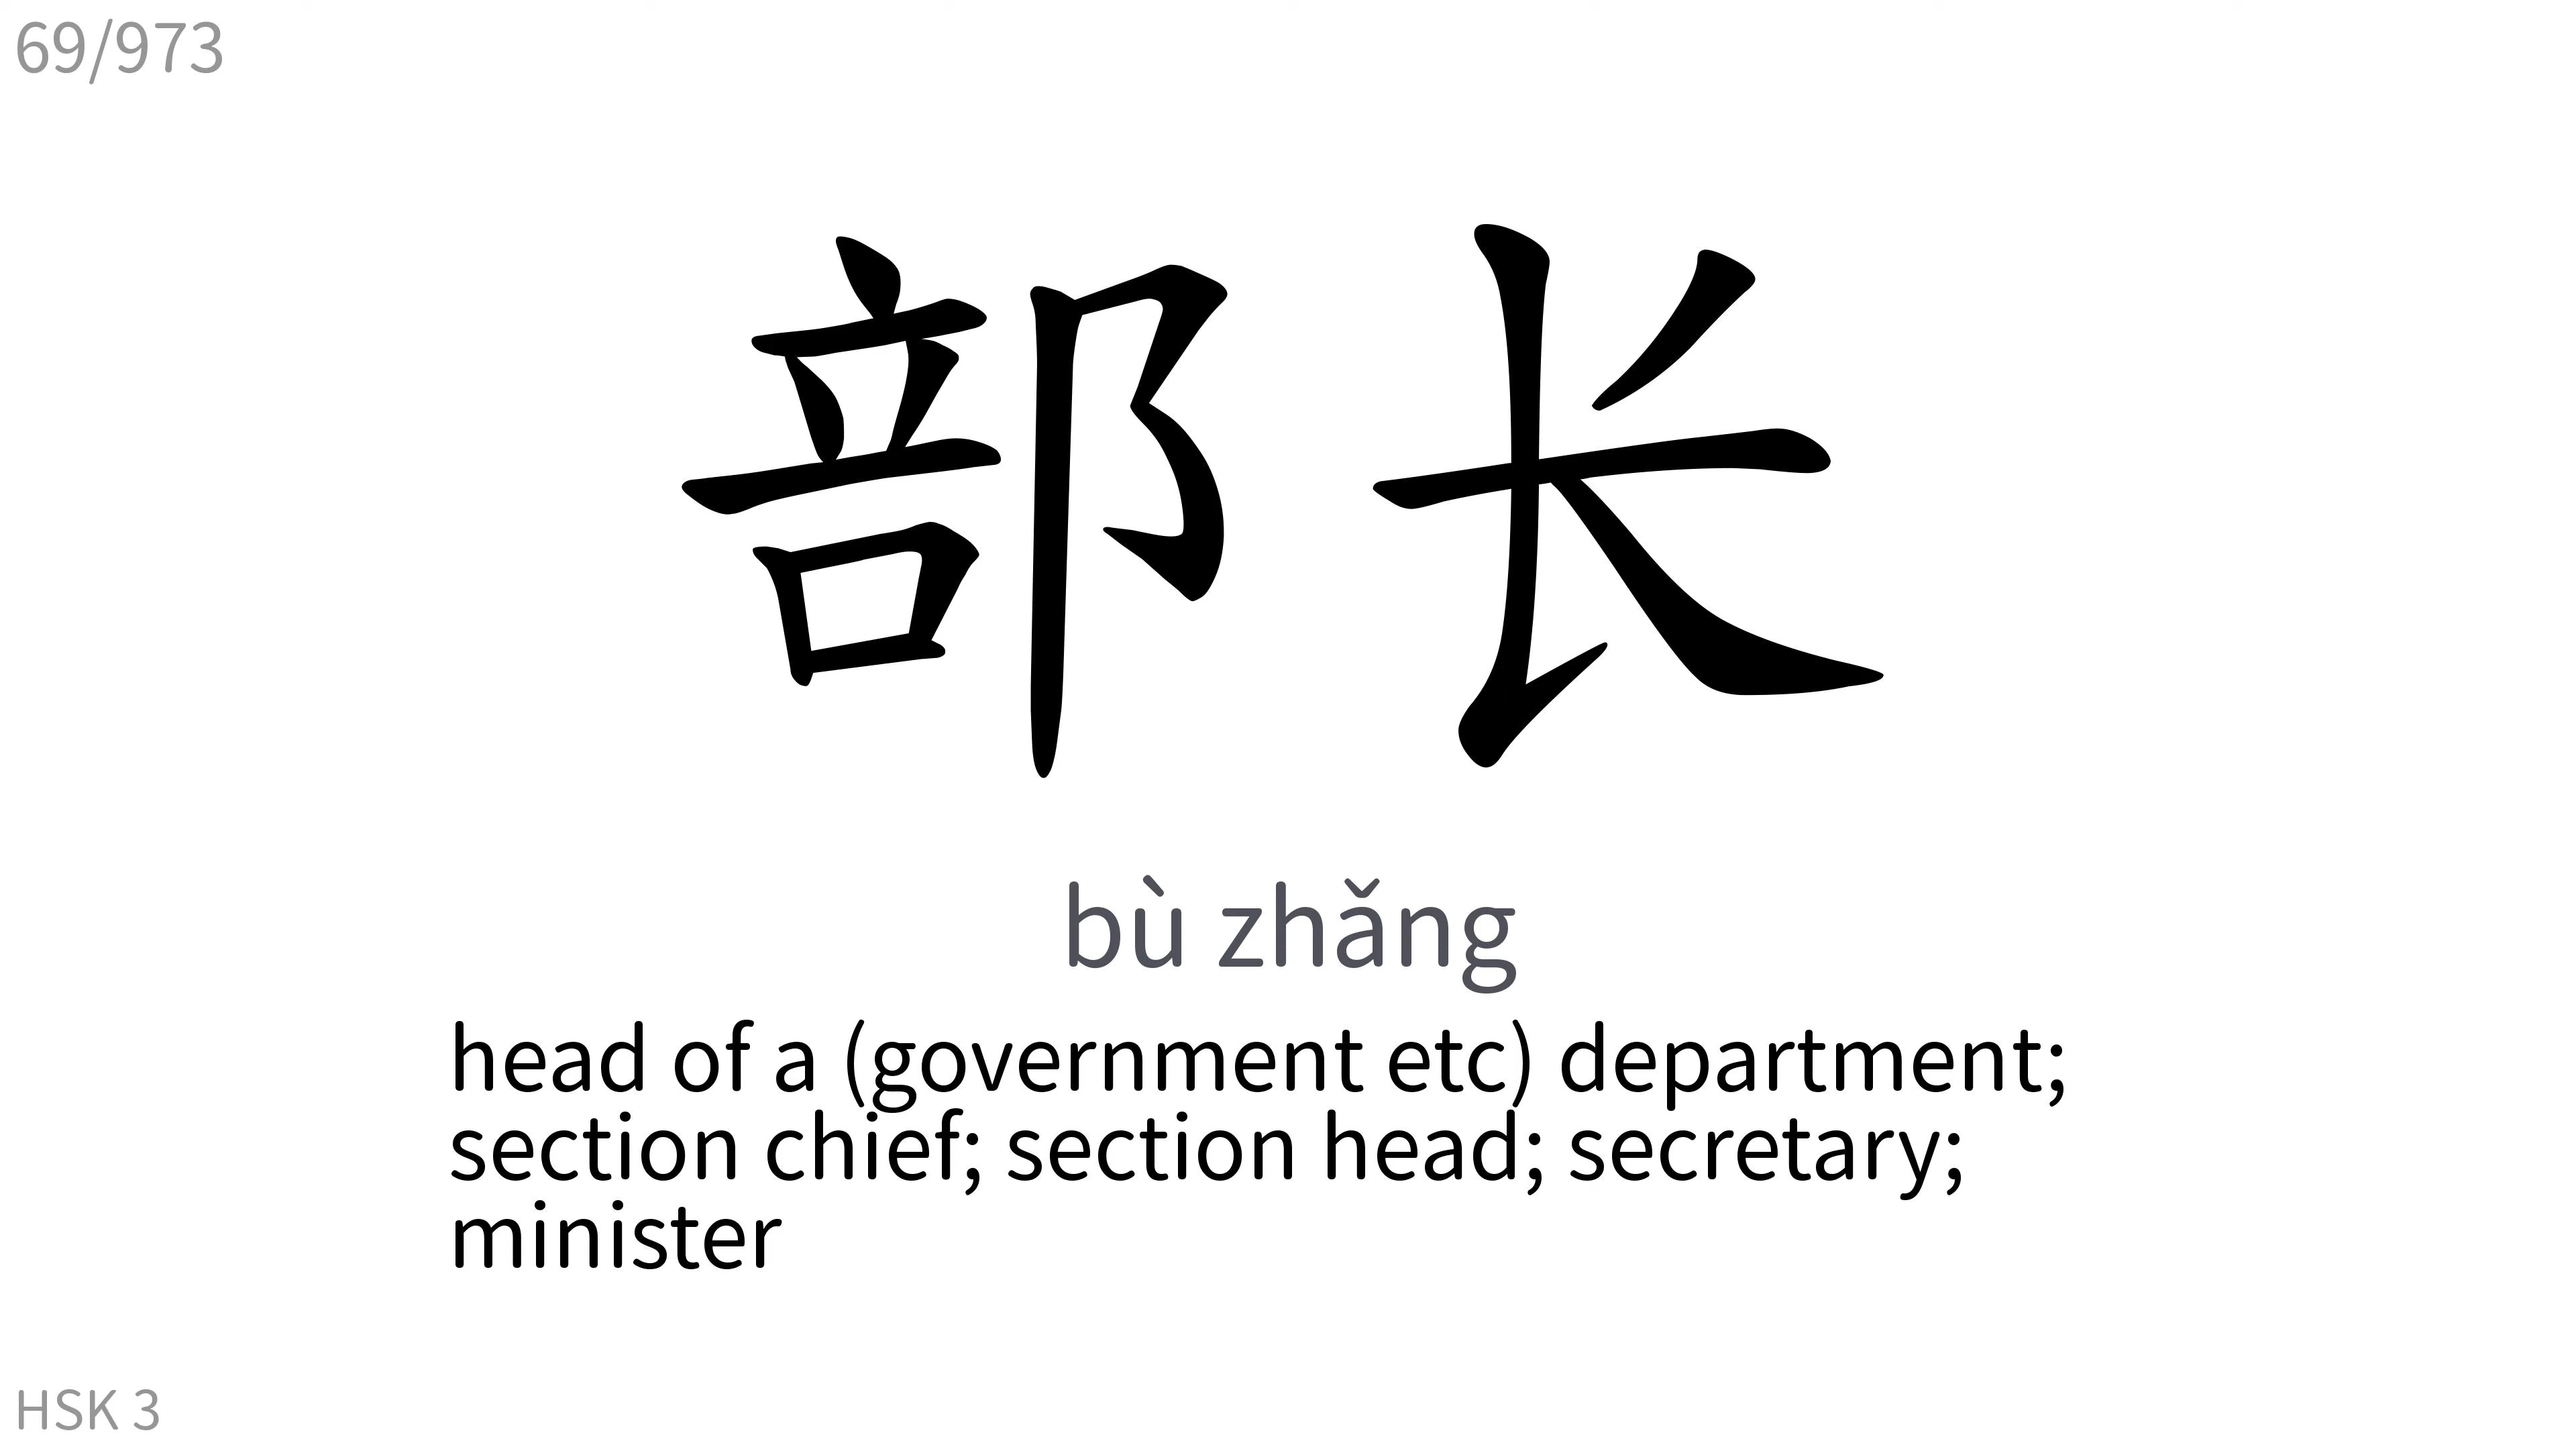 69/973
部长
bù zhǎng
head of a (government etc) department;
section chief; section head; secretary;
minister
HSK 3